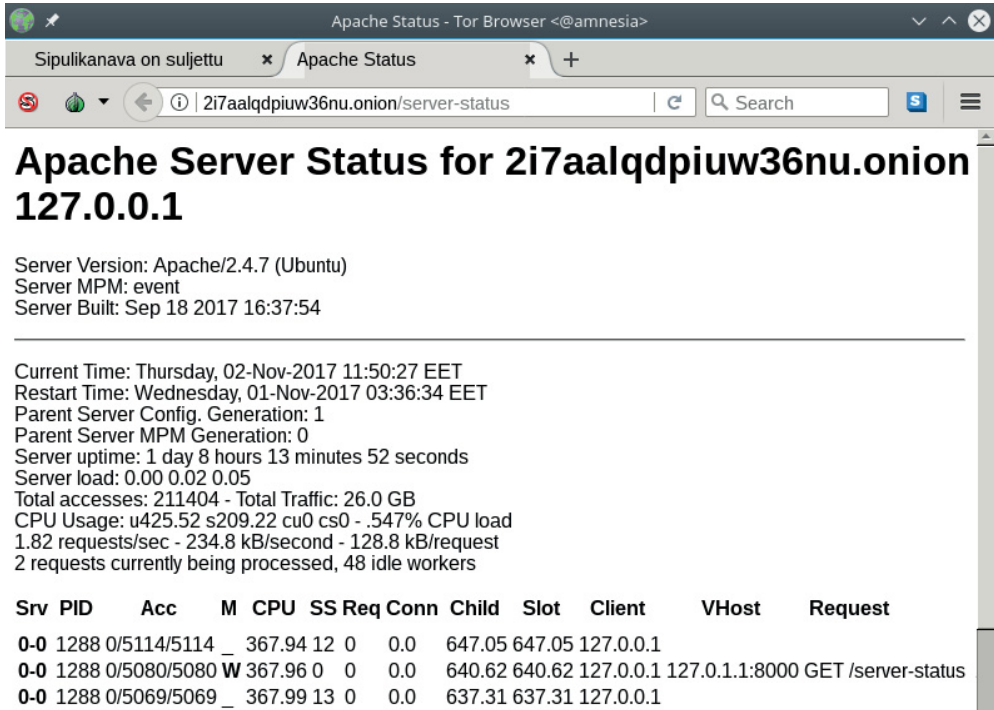 Apache Status - Tor Browser <@amnesia>
Sipulikanava on suljettu Apache Status
2i7aalqdpiuw36nu.onion/server-status Search S
Apache Server Status for 2i7aalqdpiuw36nu.onion
127.0.0.1
Server Version: Apache/2.4.7 (Ubuntu)
Server MPM: event
Server Built: Sep 18 2017 16:37:54
Current Time: Thursday, 02-Nov-2017 11:50:27 EET
Restart Time: Wednesday, 01-Nov-2017 03:36:34 EET
Parent Server Config. Generation: 1
Parent Server MPM Generation: 0
Server uptime: 1 day 8 hours 13 minutes 52 seconds
Server load: 0.00 0.02 0.05
Total accesses: 211404 - Total Traffic: 26.0 GB
CPU Usage: u425.52 s209.22 cu0 cs0 - .547% CPU load
1.82 requests/sec - 234.8 kB/second - 128.8 kB/request
2 requests currently being processed, 48 idle workers
Srv PID Acc M CPU SS Req Conn Child Slot Client VHost Request
0-0 1288 0/5114/5114 _ 367.94 12 0 0.0 647.05 647.05 127.0.0.1
0-0 1288 0/5080/5080 W 367.96 0 0 0.0 640.62 640.62 127.0.0.1 127.0.1.1:8000 GET /server-status
0-0 1288 0/5069/5069 _ 367.99 13 0 0.0 637.31 637.31 127.0.0.1